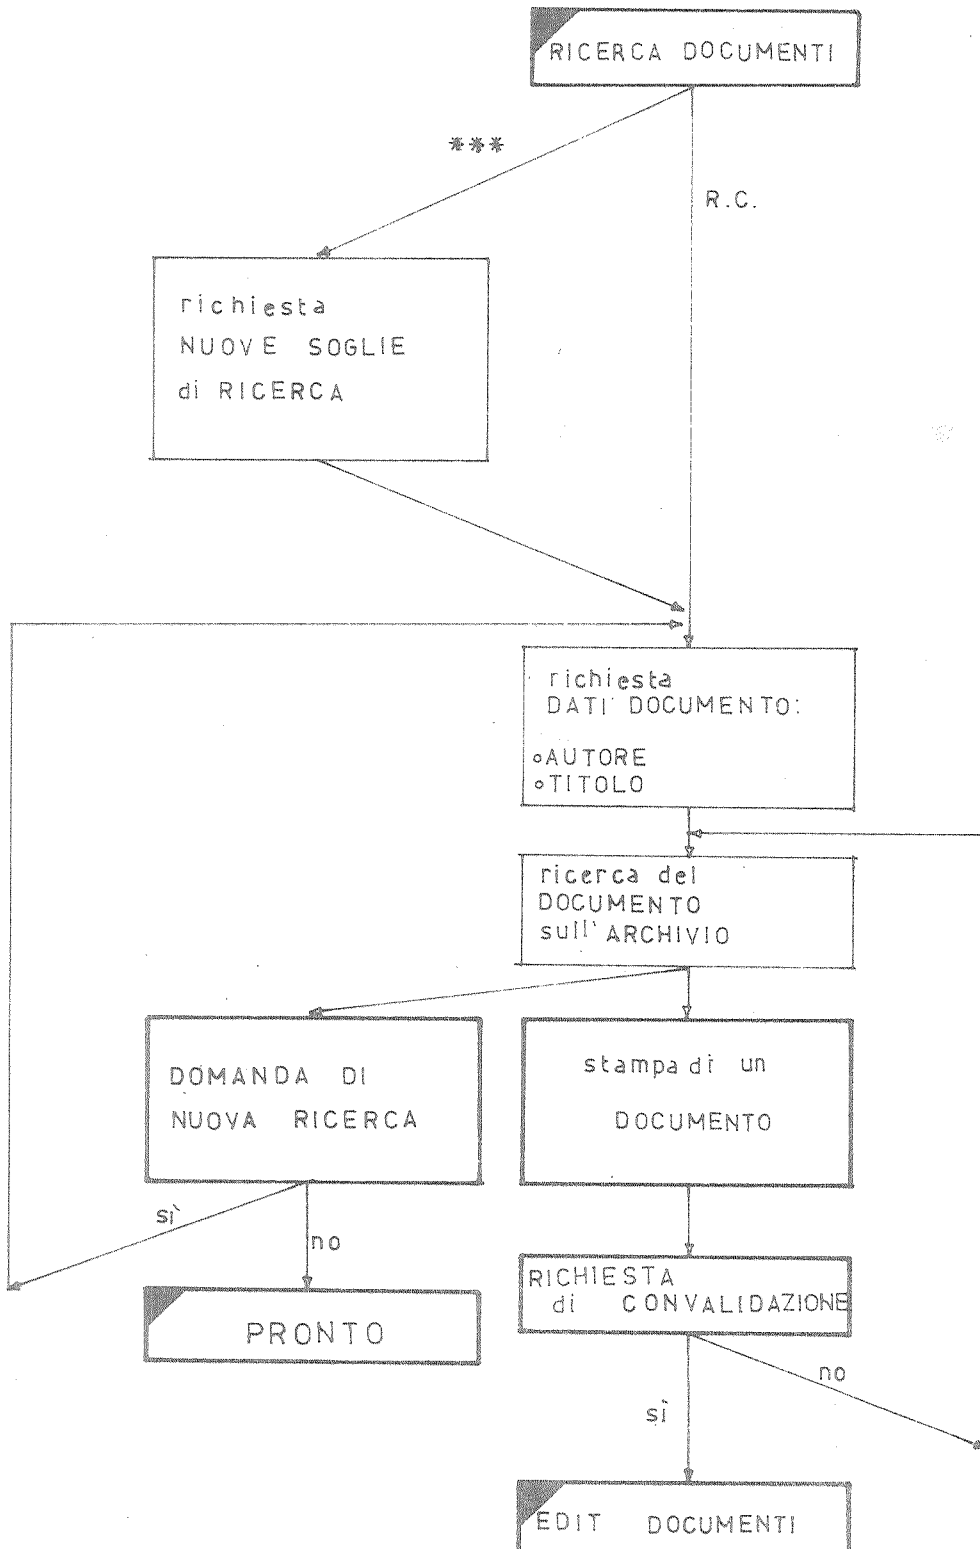 RICERCA DOCUMENTI
***
R.C.
richiesta
NUOVE SOGLIE
di RICERCA
richiesta
DATI DOCUMENTO:
AUTORE
TITOLO
ricerca del
DOCUMENTO
sull'ARCHIVIO
DOMANDA DI
NUOVA RICERCA
stampa di un
DOCUMENTO
sì
no
RICHIESTA
di CONVALIDAZIONE
PRONTO
no
sì
EDIT DOCUMENTI